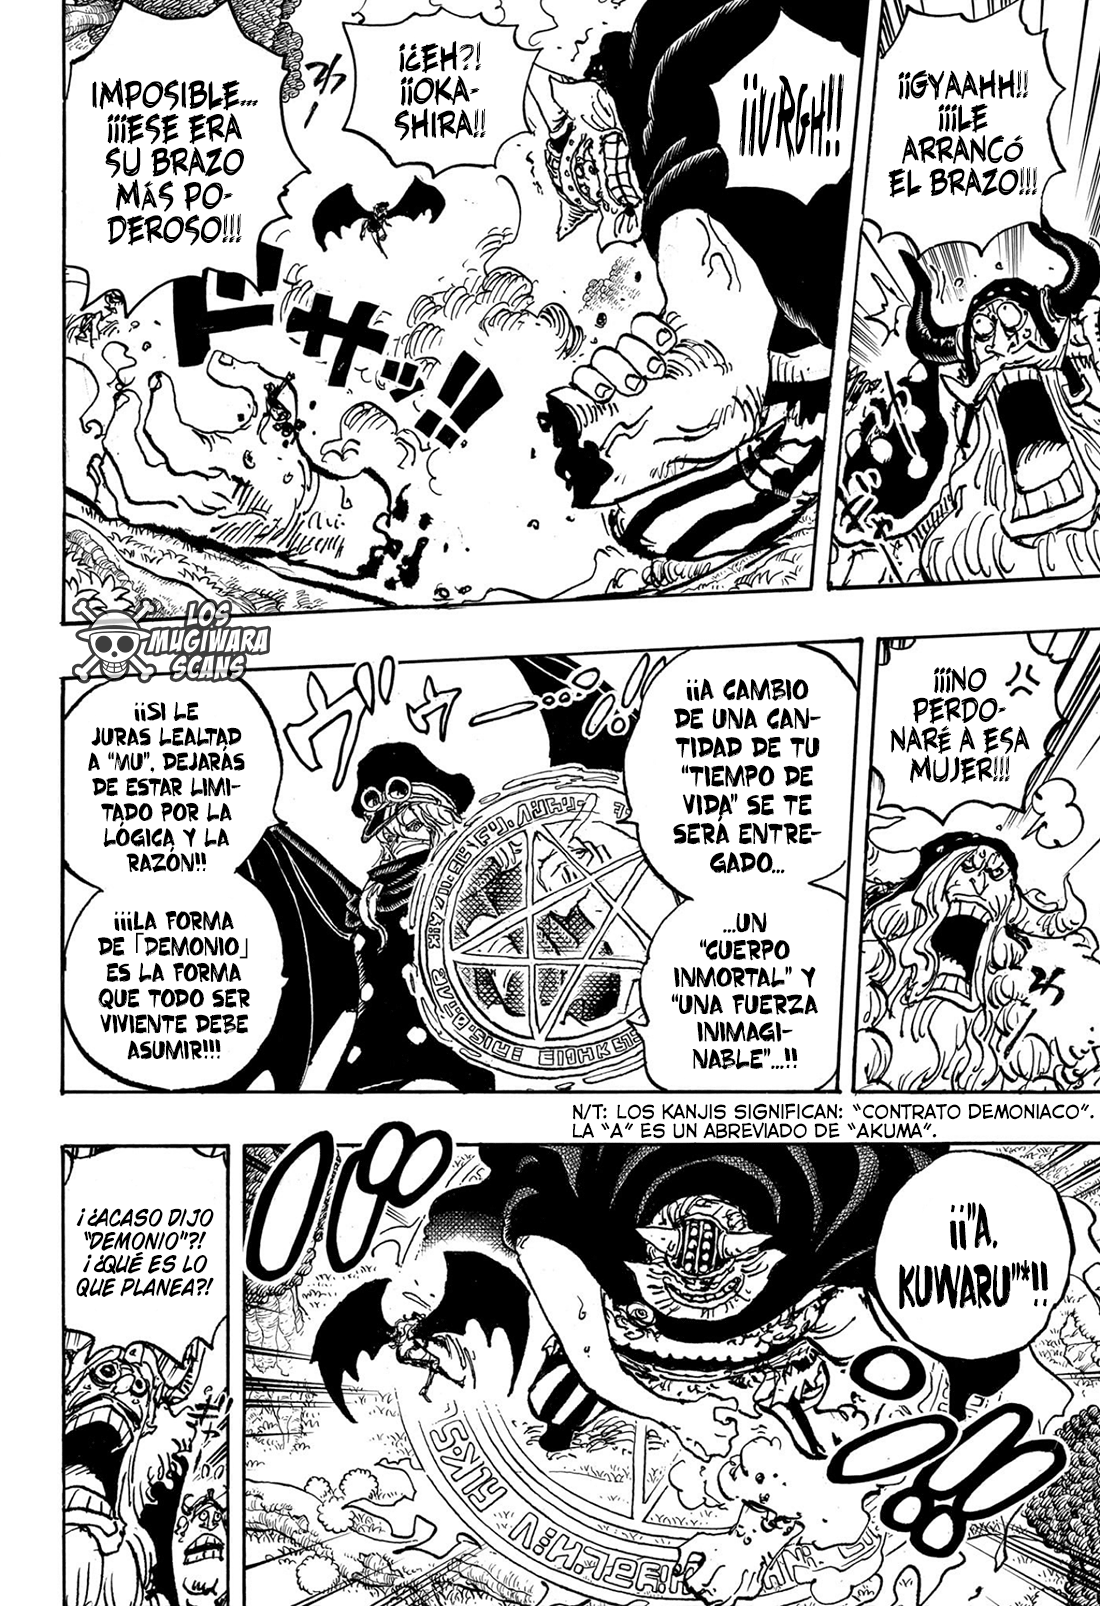 ¡¡GYAAHH!!
¡¡¡LE
ARRANCÓ
EL BRAZO!!!
¡¡URGH!!
¡¿EH?!
¡¡OKA-
SHIRA!!
IMPOSIBLE...
¡¡¡ESE ERA
SU BRAZO
MÁS PO-
DEROSO!!!
ドサッ!!
LOS
MUGIWARA
SCANS
¡¡¡NO
PERDO-
NARÉ A ESA
MUJER!!!
¡¡A CAMBIO
DE UNA CAN-
TIDAD DE TU
"TIEMPO DE
VIDA" SE TE
SERÁ ENTRE-
GADO...
...UN
"CUERPO
INMORTAL" Y
"UNA FUERZA
INIMAGI-
NABLE"...!!
ヴヴ
¡¡SI LE
JURAS LEALTAD
A "MU", DEJARÁS
DE ESTAR LIMI-
TADO POR LA
LÓGICA Y LA
RAZÓN!!
¡¡¡LA FORMA
DE「DEMONIO」
ES LA FORMA
QUE TODO SER
VIVIENTE DEBE
ASUMIR!!!
N/T: LOS KANJIS SIGNIFICAN: "CONTRATO DEMONIACO".
LA "A" ES UN ABREVIADO DE "AKUMA".
¡¡"A.
KUWARU"*!!
¡¿ACASO DIJO
"DEMONIO"?!
¡¿QUÉ ES LO
QUE PLANEA?!